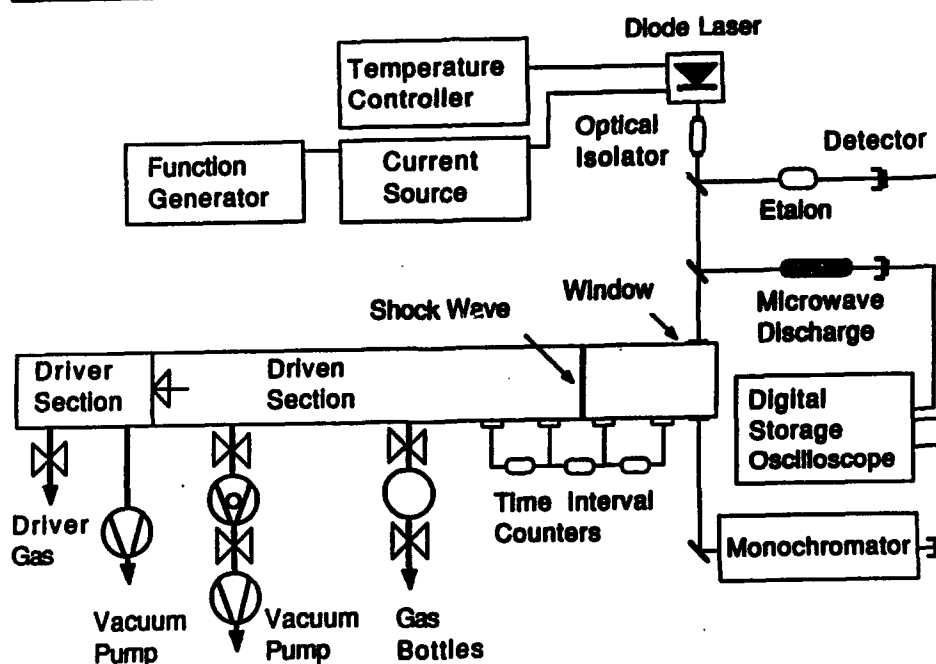 Diode Laser
Temperature
Controller
Optical
Isolator
Detector
Function
Generator
Current
Source
Etalon
Shock Wave
Window
Microwave
Discharge
Driver
Section
Driven
Section
Digital
Storage
Oscilloscope
Time Interval
Counters
Driver
Gas
Monochromator
Vacuum
Pump
Vacuum
Pump
Gas
Bottles